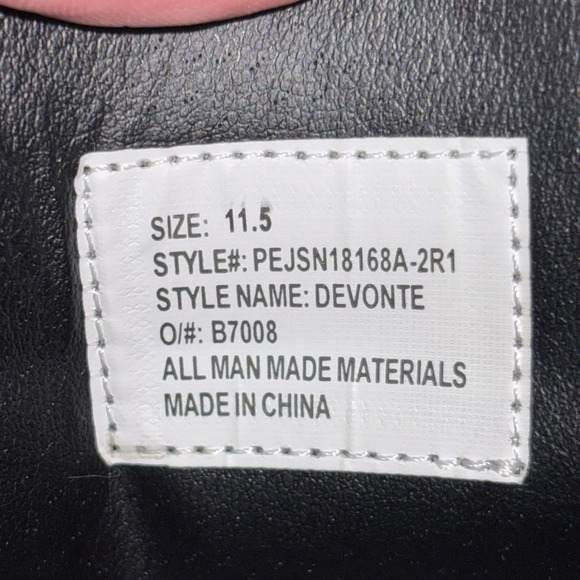 SIZE: 11.5
STYLE#: PEJSN18168A-2R1
STYLE NAME: DEVONTE
O/#: B7008
ALL MAN MADE MATERIALS
MADE IN CHINA